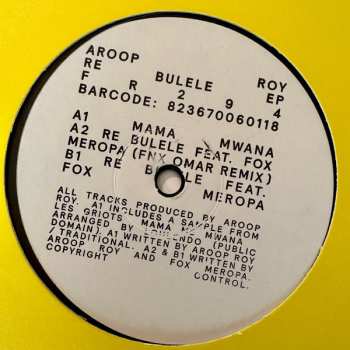 AROOP ROY
RE BULELE EP
F R 2 9 4
BARCODE: 823670060118
A1 MAMA MWANA
A2 RE BULELE FEAT. FOX
MEROPA (FNX OMAR REMIX)
B1 RE BULELE FEAT.
FOX MEROPA
ALL TRACKS PRODUCED BY AROOP
ROY. A1 INCLUDES A SAMPLE FROM
LES GRIOTS MAMA MWANA
ARRANGED (PUBLIC
DOMAIN). A1 WRITTEN BY AROOP ROY
/ TRADITIONAL. A2 & B1 WRITTEN BY
AROOP ROY AND FOX MEROPA.
COPYRIGHT CONTROL.